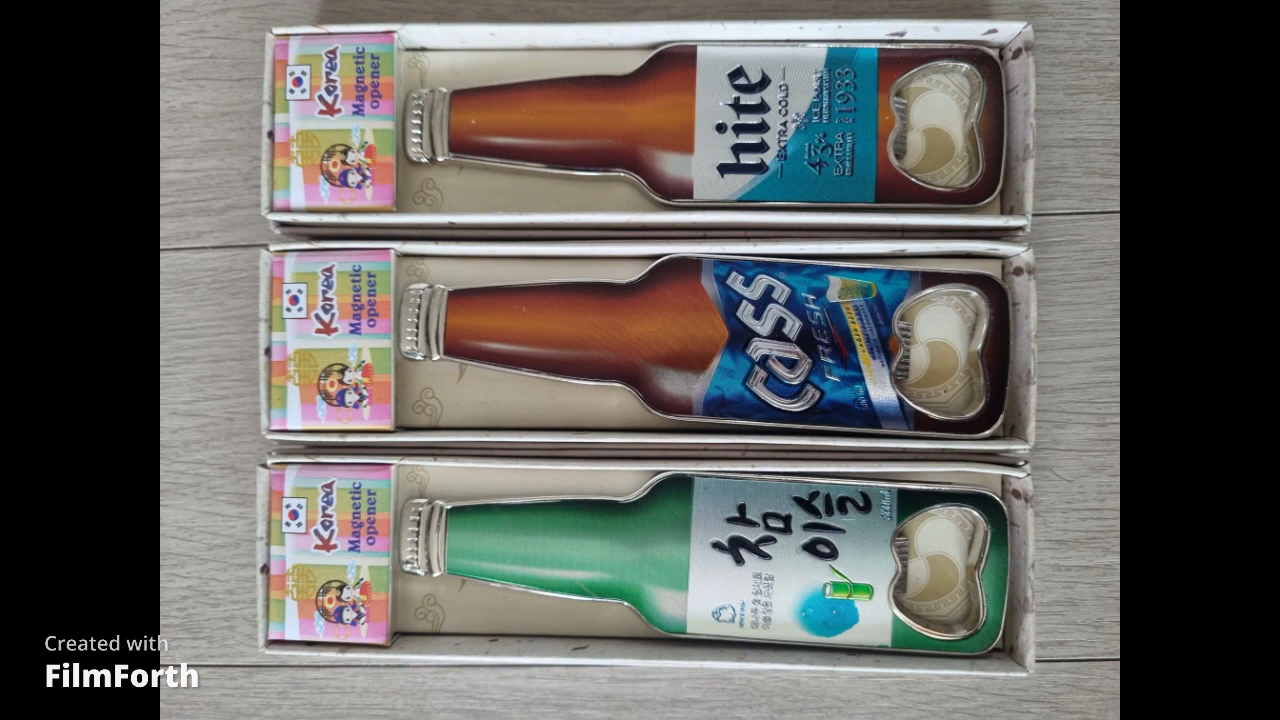 Korea
Magnetic
opener
hite
EXTRA COLD
4.3%
EXTRA
ICE POINT
1933
Korea
Magnetic
opener
CASS
FRESH
Korea
Magnetic
opener
참
이슬
360ml
Created with
FilmForth